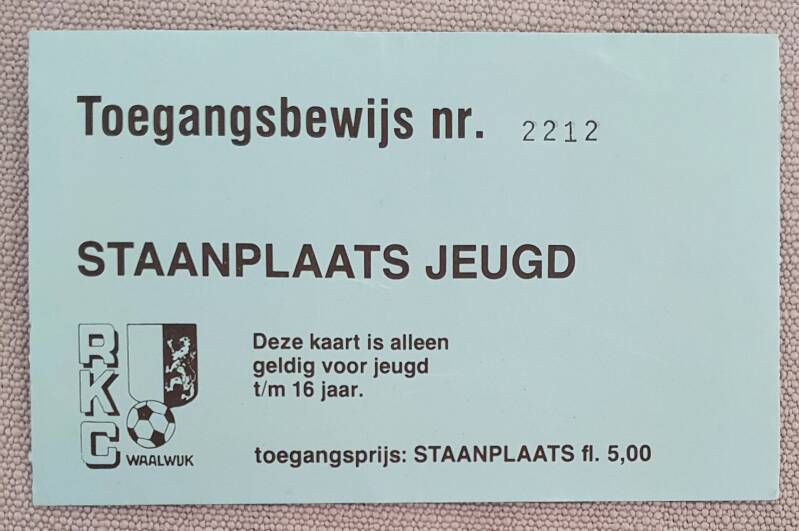 Toegangsbewijs nr. 2212
STAANPLAATS JEUGD
RKC
WAALWIJK
Deze kaart is alleen
geldig voor jeugd
t/m 16 jaar.
toegangsprijs: STAANPLAATS fl. 5,00